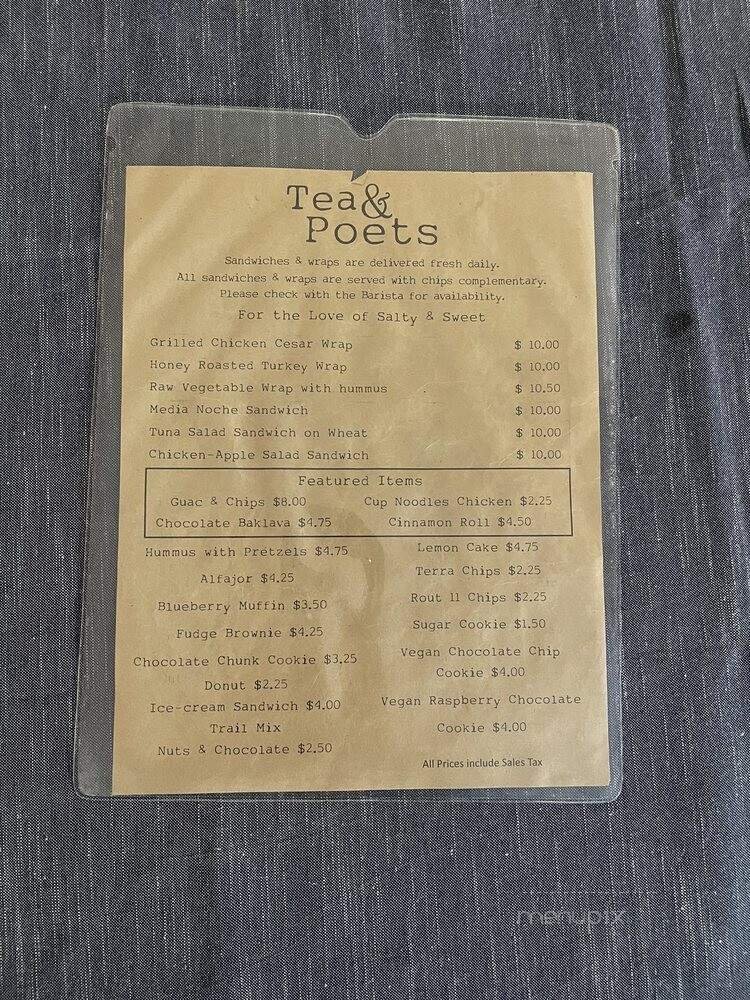 Tea&
Poets
Sandwiches & wraps are delivered fresh daily.
All sandwiches & wraps are served with chips complementary.
Please check with the Barista for availability.
For the Love of Salty & Sweet
Grilled Chicken Cesar Wrap $ 10.00
Honey Roasted Turkey Wrap $ 10.00
Raw Vegetable Wrap with hummus $ 10.50
Media Noche Sandwich $ 10.00
Tuna Salad Sandwich on Wheat $ 10.00
Chicken-Apple Salad Sandwich $ 10.00
Featured Items
Guac & Chips $8.00 Cup Noodles Chicken $2.25
Chocolate Baklava $4.75 Cinnamon Roll $4.50
Hummus with Pretzels $4.75
Alfajor $4.25
Blueberry Muffin $3.50
Fudge Brownie $4.25
Chocolate Chunk Cookie $3.25
Donut $2.25
Ice-cream Sandwich $4.00
Trail Mix
Nuts & Chocolate $2.50
Lemon Cake $4.75
Terra Chips $2.25
Rout 11 Chips $2.25
Sugar Cookie $1.50
Vegan Chocolate Chip
Cookie $4.00
Vegan Raspberry Chocolate
Cookie $4.00
All Prices include Sales Tax
menupix